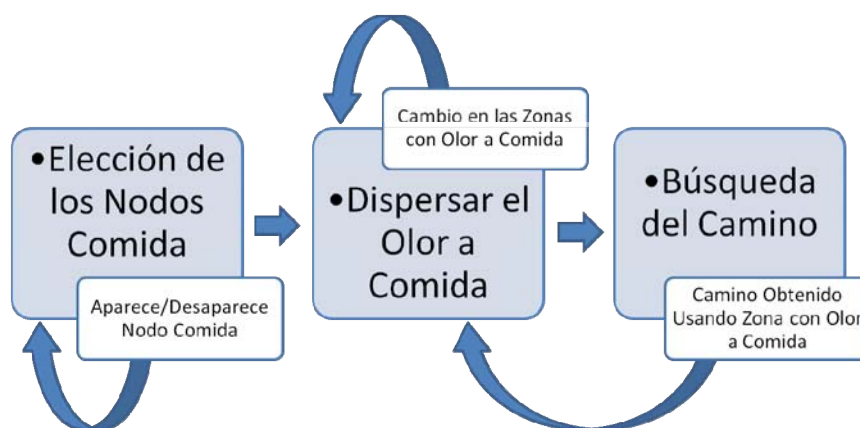 •Elección de
los Nodos
Comida
Aparece/Desaparece
Nodo Comida
Cambio en las Zonas
con Olor a Comida
•Dispersar el
Olor a
Comida
•Búsqueda
del Camino
Camino Obtenido
Usando Zona con Olor
a Comida